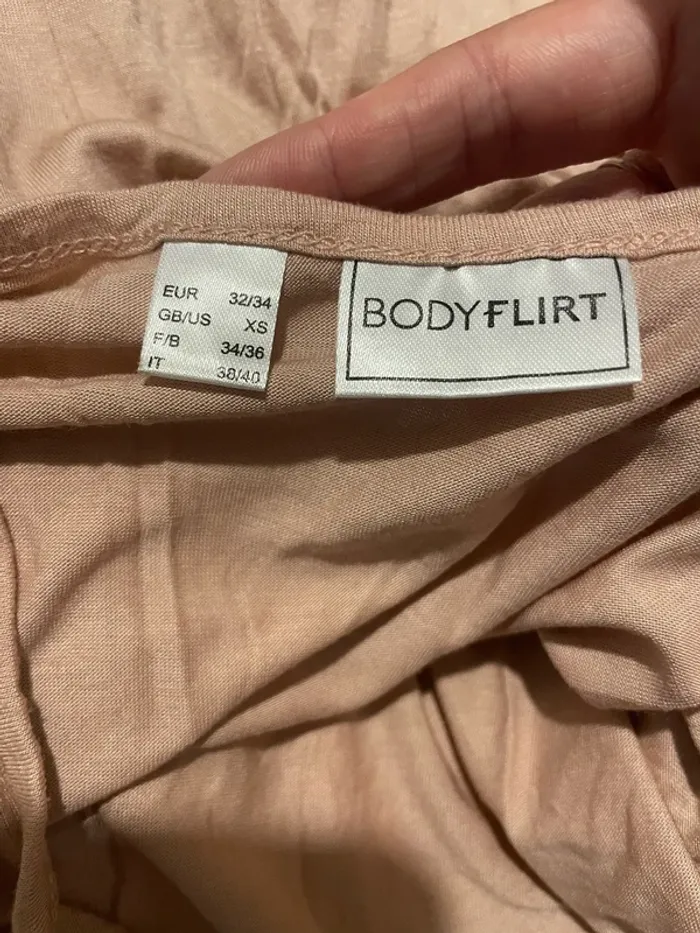 EUR 32/34
GB/US XS
F/B 34/36
IT 38/40
BODYFLIRT